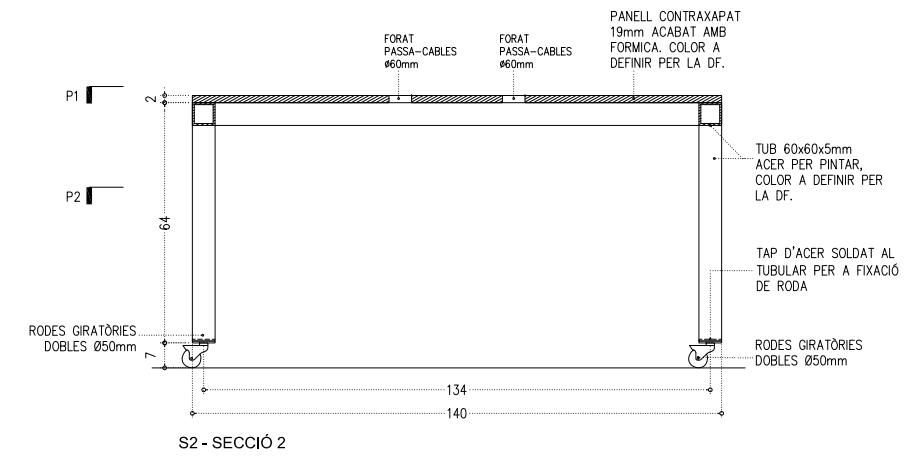 PANELL CONTRAXAPAT
19mm ACABAT AMB
FORMICA. COLOR A
DEFINIR PER LA DF.
FORAT
PASSA-CABLES
ø60mm
FORAT
PASSA-CABLES
ø60mm
P1
2
TUB 60x60x5mm
ACER PER PINTAR,
COLOR A DEFINIR PER
LA DF.
P2
64
TAP D'ACER SOLDAT AL
TUBULAR PER A FIXACIÓ
DE RODA
RODES GIRATÒRIES
DOBLES Ø50mm
7
RODES GIRATÒRIES
DOBLES Ø50mm
134
140
S2 - SECCIÓ 2